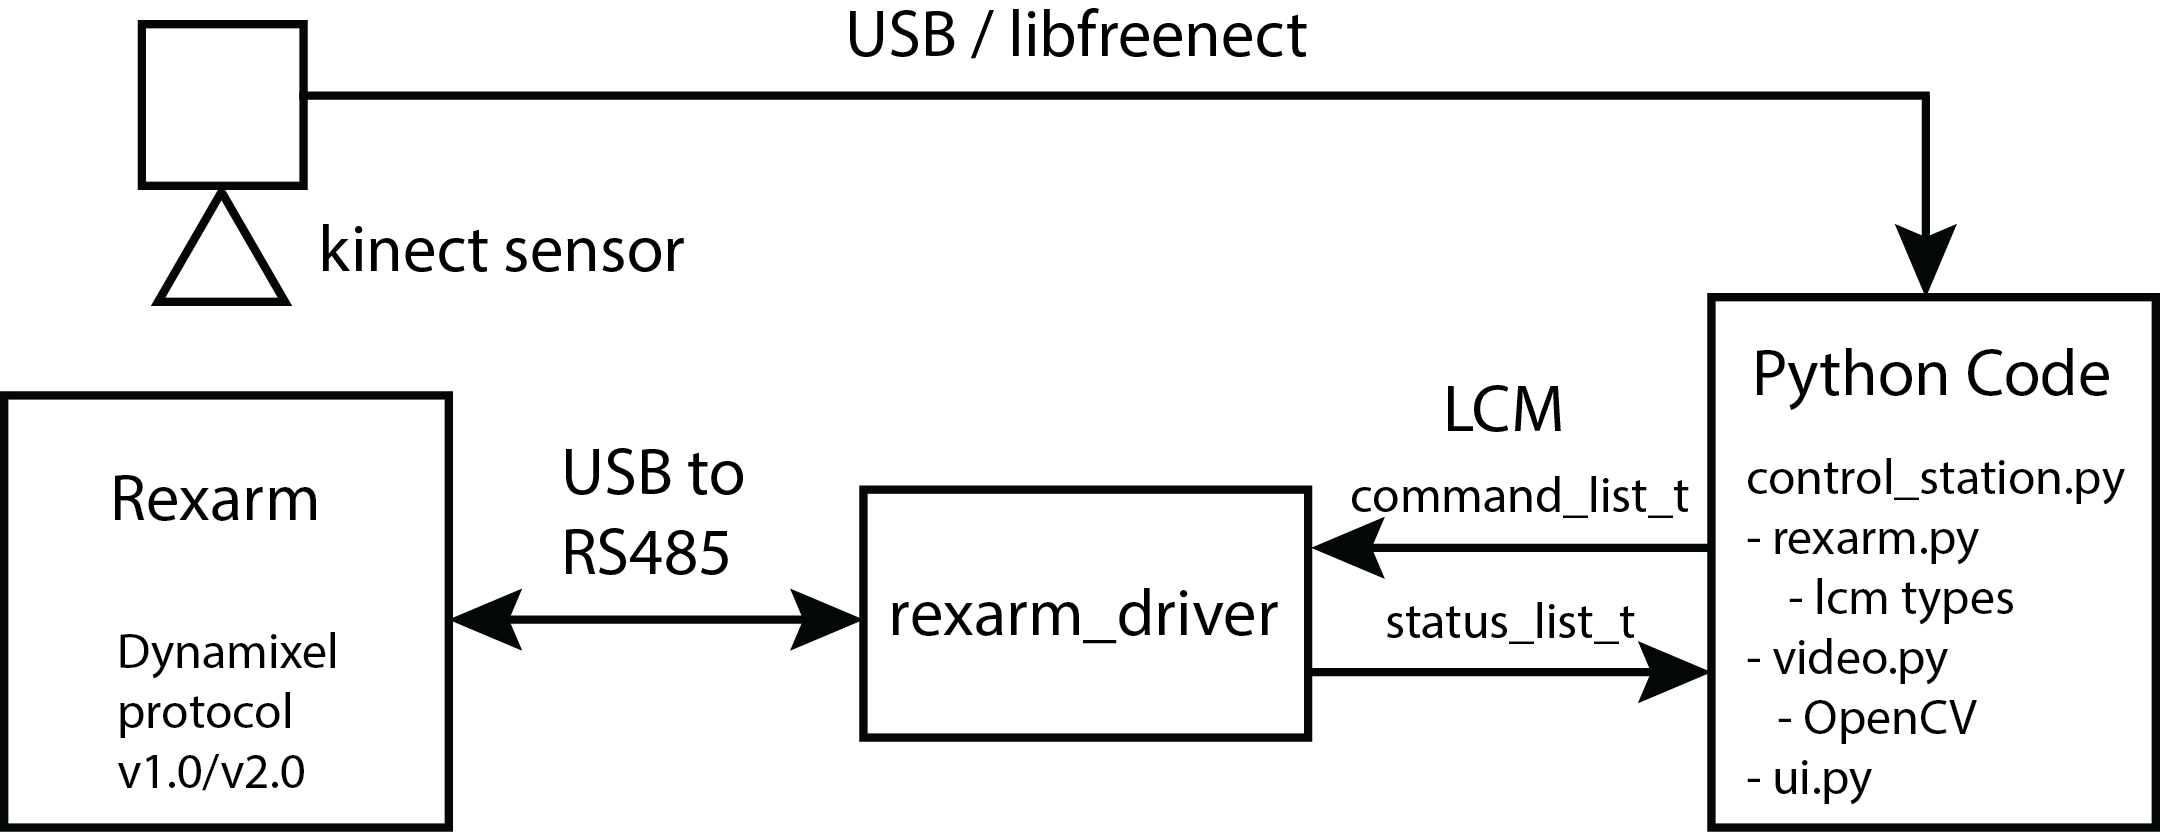 USB / libfreenect
kinect sensor
Rexarm
Dynamixel
protocol
v1.0/v2.0
USB to
RS485
rexarm_driver
LCM
command_list_t
status_list_t
Python Code
control_station.py
- rexarm.py
- lcm types
- video.py
- OpenCV
- ui.py